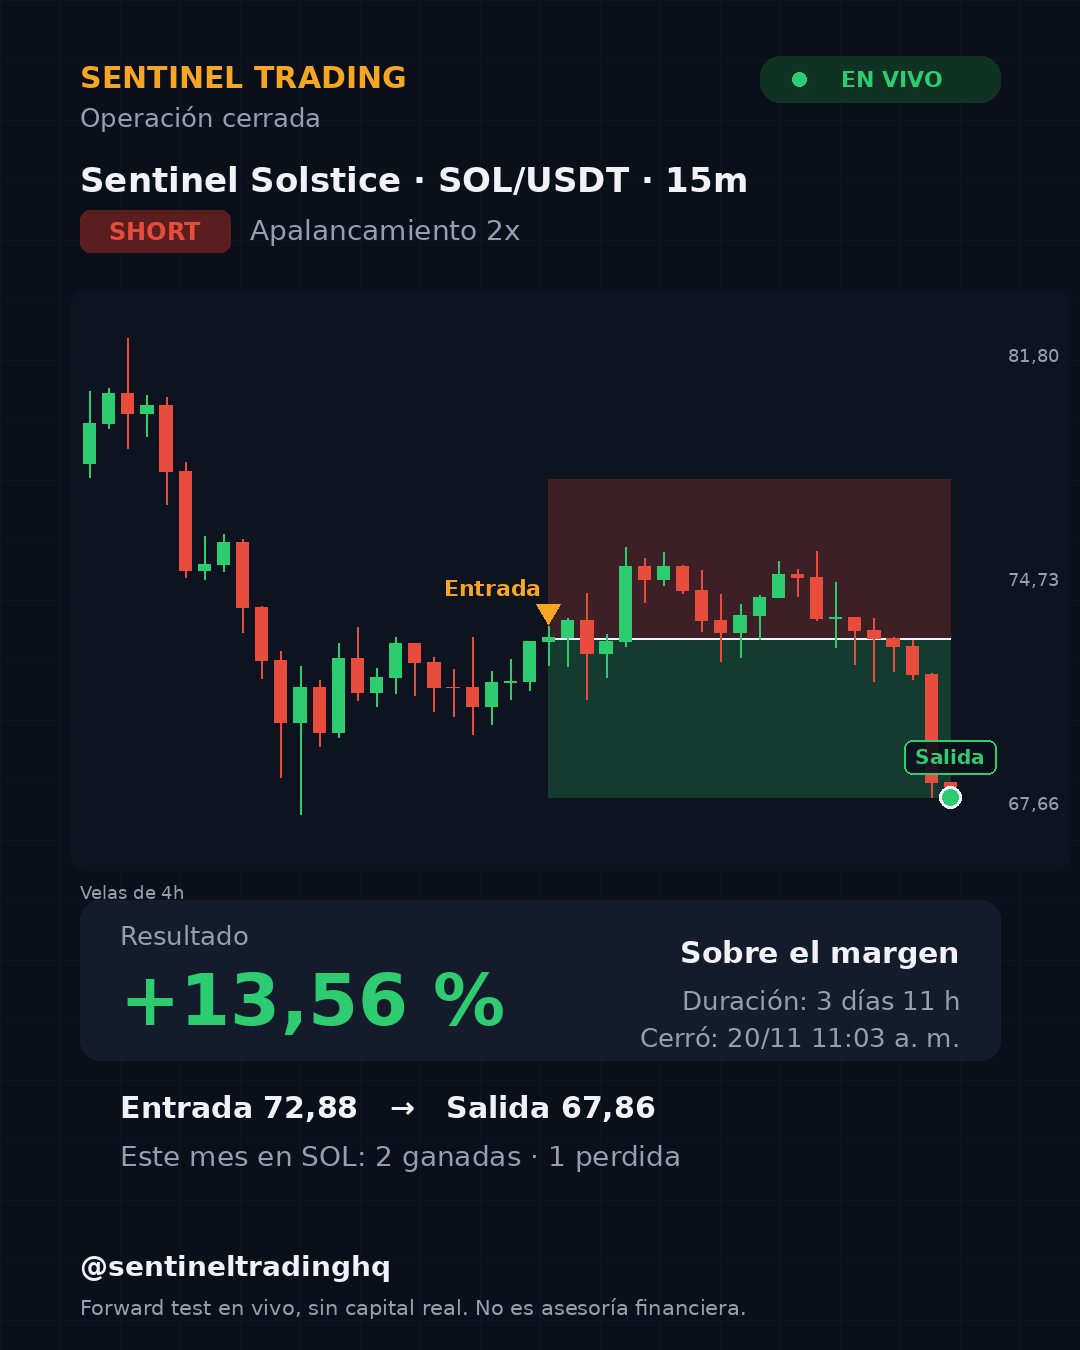 SENTINEL TRADING
EN VIVO
Operación cerrada
Sentinel Solstice · SOL/USDT · 15m
SHORT
Apalancamiento 2x
81,80
74,73
67,66
Entrada
Salida
Velas de 4h
Resultado
+13,56 %
Sobre el margen
Duración: 3 días 11 h
Cerró: 20/11 11:03 a. m.
Entrada 72,88 → Salida 67,86
Este mes en SOL: 2 ganadas · 1 perdida
@sentineltradinghq
Forward test en vivo, sin capital real. No es asesoría financiera.